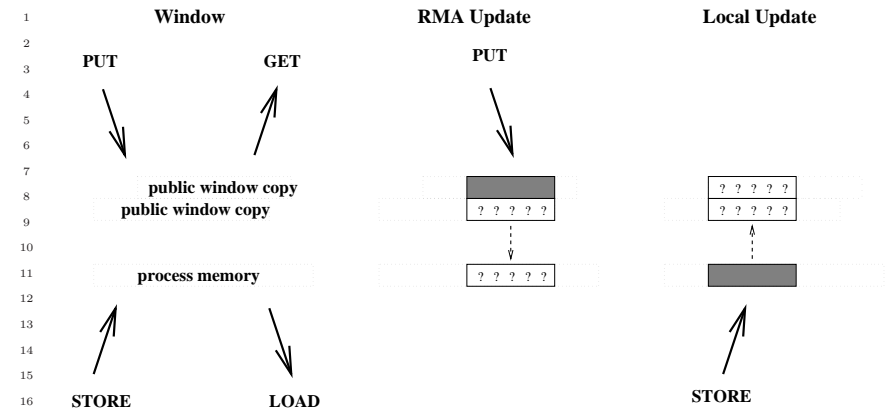 1 Window RMA Update Local Update
2
3 PUT GET PUT
4
5
6
7
8 public window copy ? ? ? ? ?
9 public window copy ? ? ? ? ? ? ? ? ? ?
10
11 process memory ? ? ? ? ?
12
13
14
15
16 STORE LOAD STORE